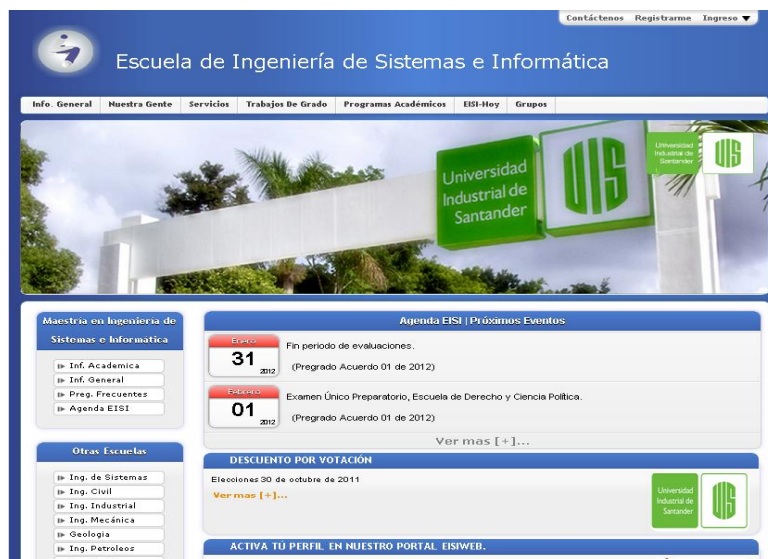 Contáctenos Registrarme Ingreso
Escuela de Ingeniería de Sistemas e Informática
Info. General Nuestra Gente Servicios Trabajos De Grado Programas Académicos EISI-Hoy Grupos
Universidad
Industrial de
Santander
UIS
Universidad
Industrial de
Santander
UIS
Maestría en Ingeniería de
Sistemas e Informática
Inf. Academica
Inf. General
Preg. Frecuentes
Agenda EISI
Otras Escuelas
Ing. de Sistemas
Ing. Civil
Ing. Industrial
Ing. Mecánica
Geologia
Ing. Petroleos
Agenda EISI | Próximos Eventos
Enero
31
2012
Fin periodo de evaluaciones.
(Pregrado Acuerdo 01 de 2012)
Febrero
01
2012
Examen Único Preparatorio, Escuela de Derecho y Ciencia Política.
(Pregrado Acuerdo 01 de 2012)
Ver mas [+]...
DESCUENTO POR VOTACIÓN
Elecciones 30 de octubre de 2011
Ver mas [+]...
Universidad
Industrial de
Santander
UIS
ACTIVA TÚ PERFIL EN NUESTRO PORTAL EISIWEB.